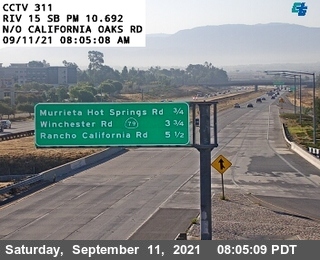 CCTV 311
RIV 15 SB PM 10.692
N/O CALIFORNIA OAKS RD
09/11/21 08:05:08 AM
Murrieta Hot Springs Rd 3/4
Winchester Rd 79 3 3/4
Rancho California Rd 5 1/2
Saturday, September 11, 2021 08:05:09 PDT